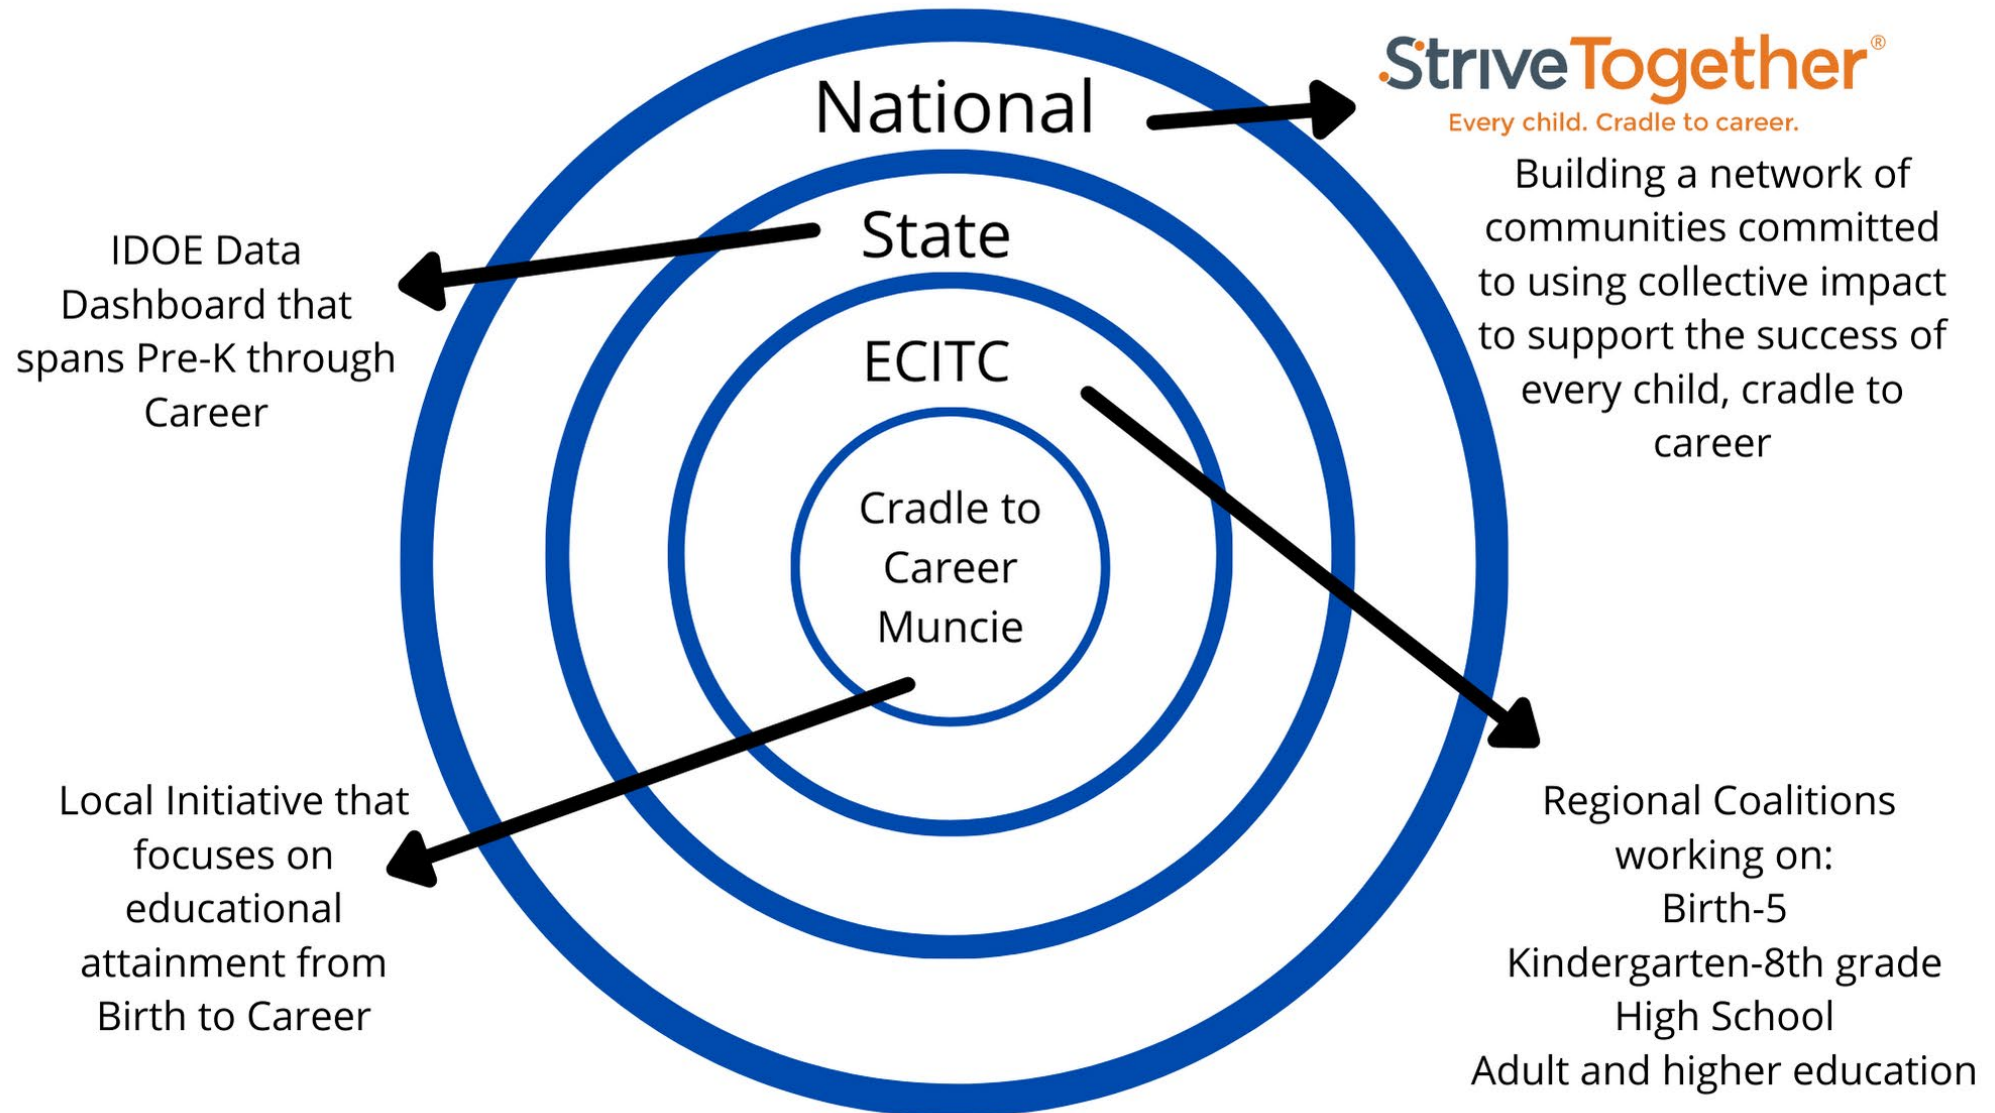 National
StriveTogether®
Every child. Cradle to career.
Building a network of
communities committed
to using collective impact
to support the success of
every child, cradle to
career
State
IDOE Data
Dashboard that
spans Pre-K through
Career
ECITC
Cradle to
Career
Muncie
Local Initiative that
focuses on
educational
attainment from
Birth to Career
Regional Coalitions
working on:
Birth-5
Kindergarten-8th grade
High School
Adult and higher education